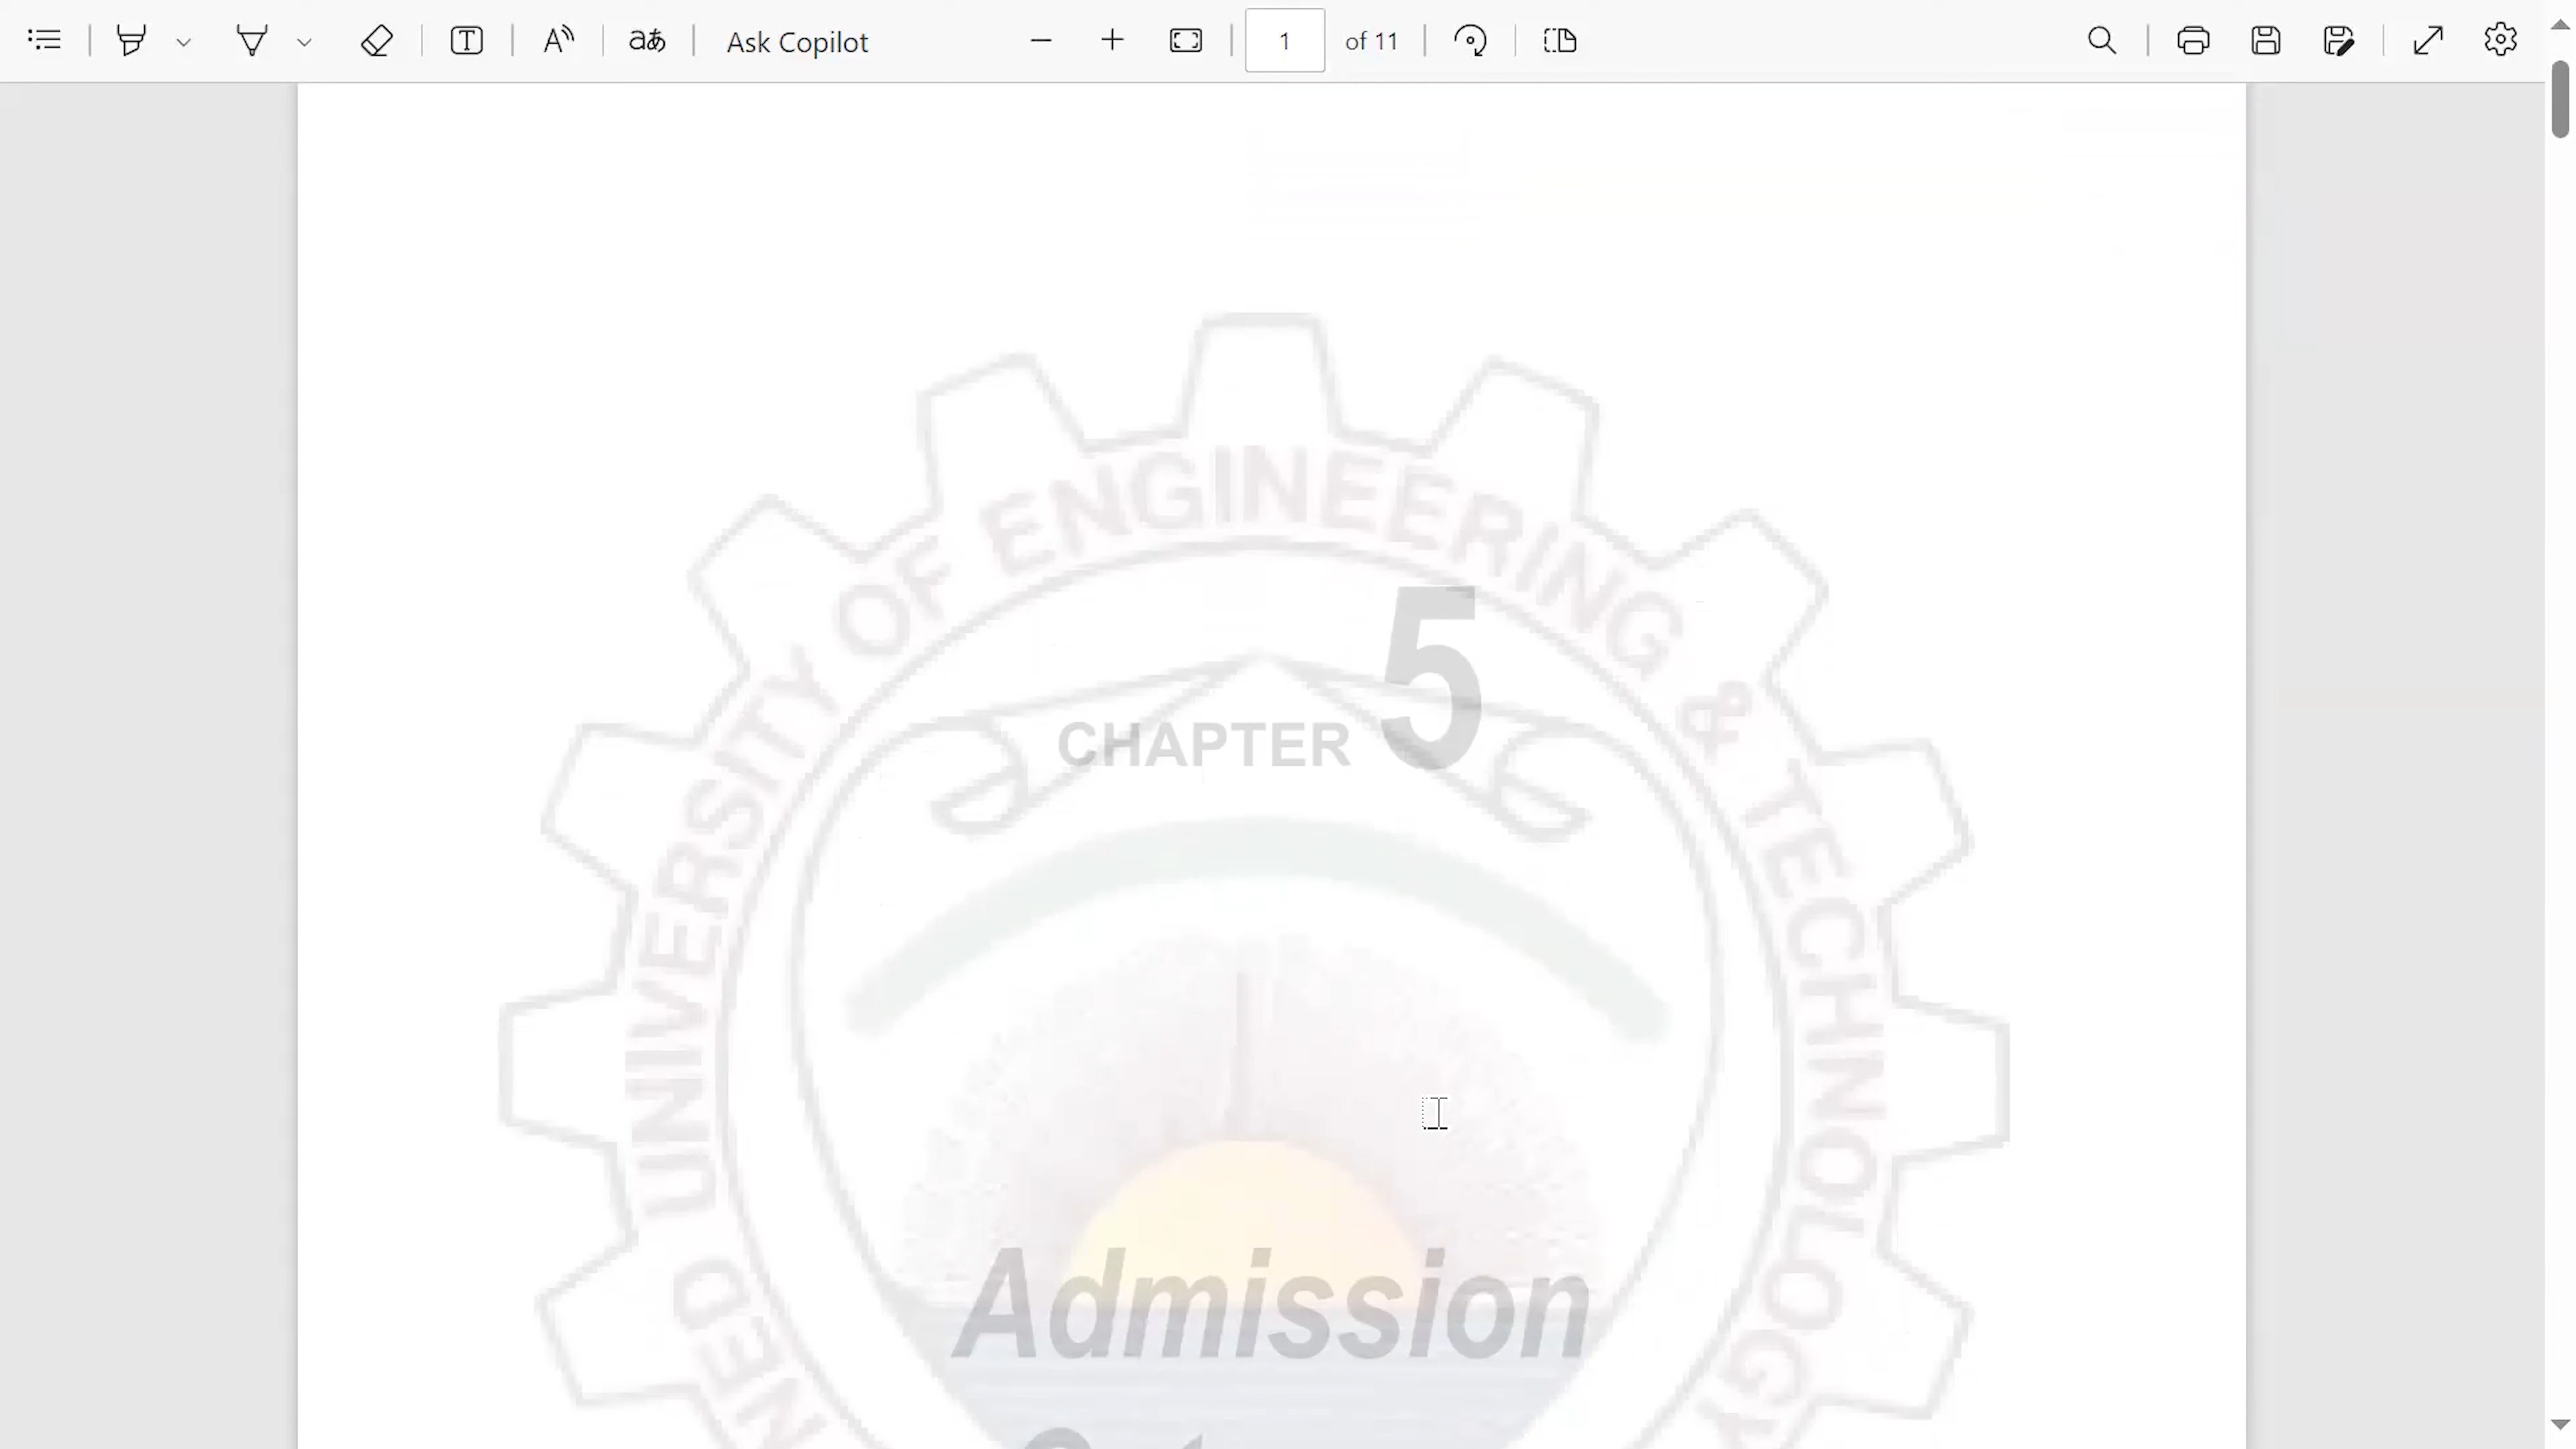 Ask Copilot
1 of 11
UNIVERSITY OF ENGINEERING & TECHNOLOGY
CHAPTER 5
Admission